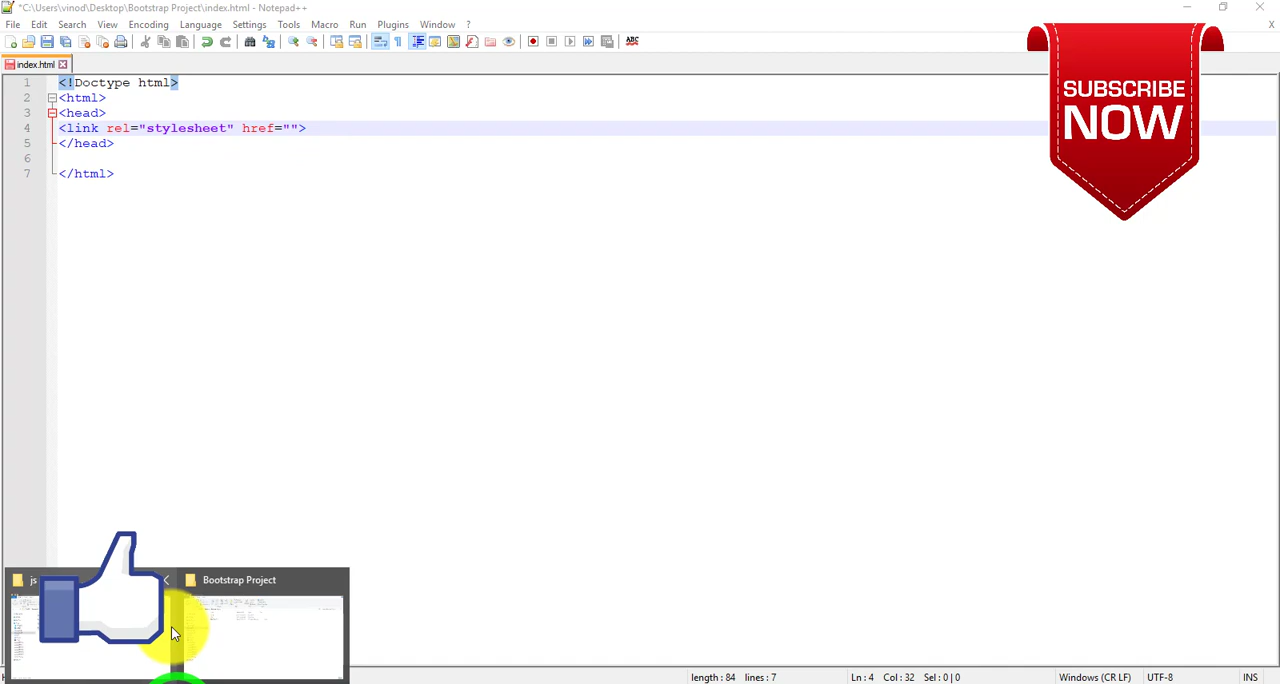 *C:\Users\vinod\Desktop\Bootstrap Project\index.html - Notepad++
File Edit Search View Encoding Language Settings Tools Macro Run Plugins Window ? X
ABC
index.html
1 <!Doctype html>
2 <html>
3 <head>
4 <link rel="stylesheet" href="">
5 </head>
6
7 </html>
SUBSCRIBE
NOW
js
Bootstrap Project
length : 84 lines : 7 Ln : 4 Col : 32 Sel : 0 | 0 Windows (CR LF) UTF-8 INS